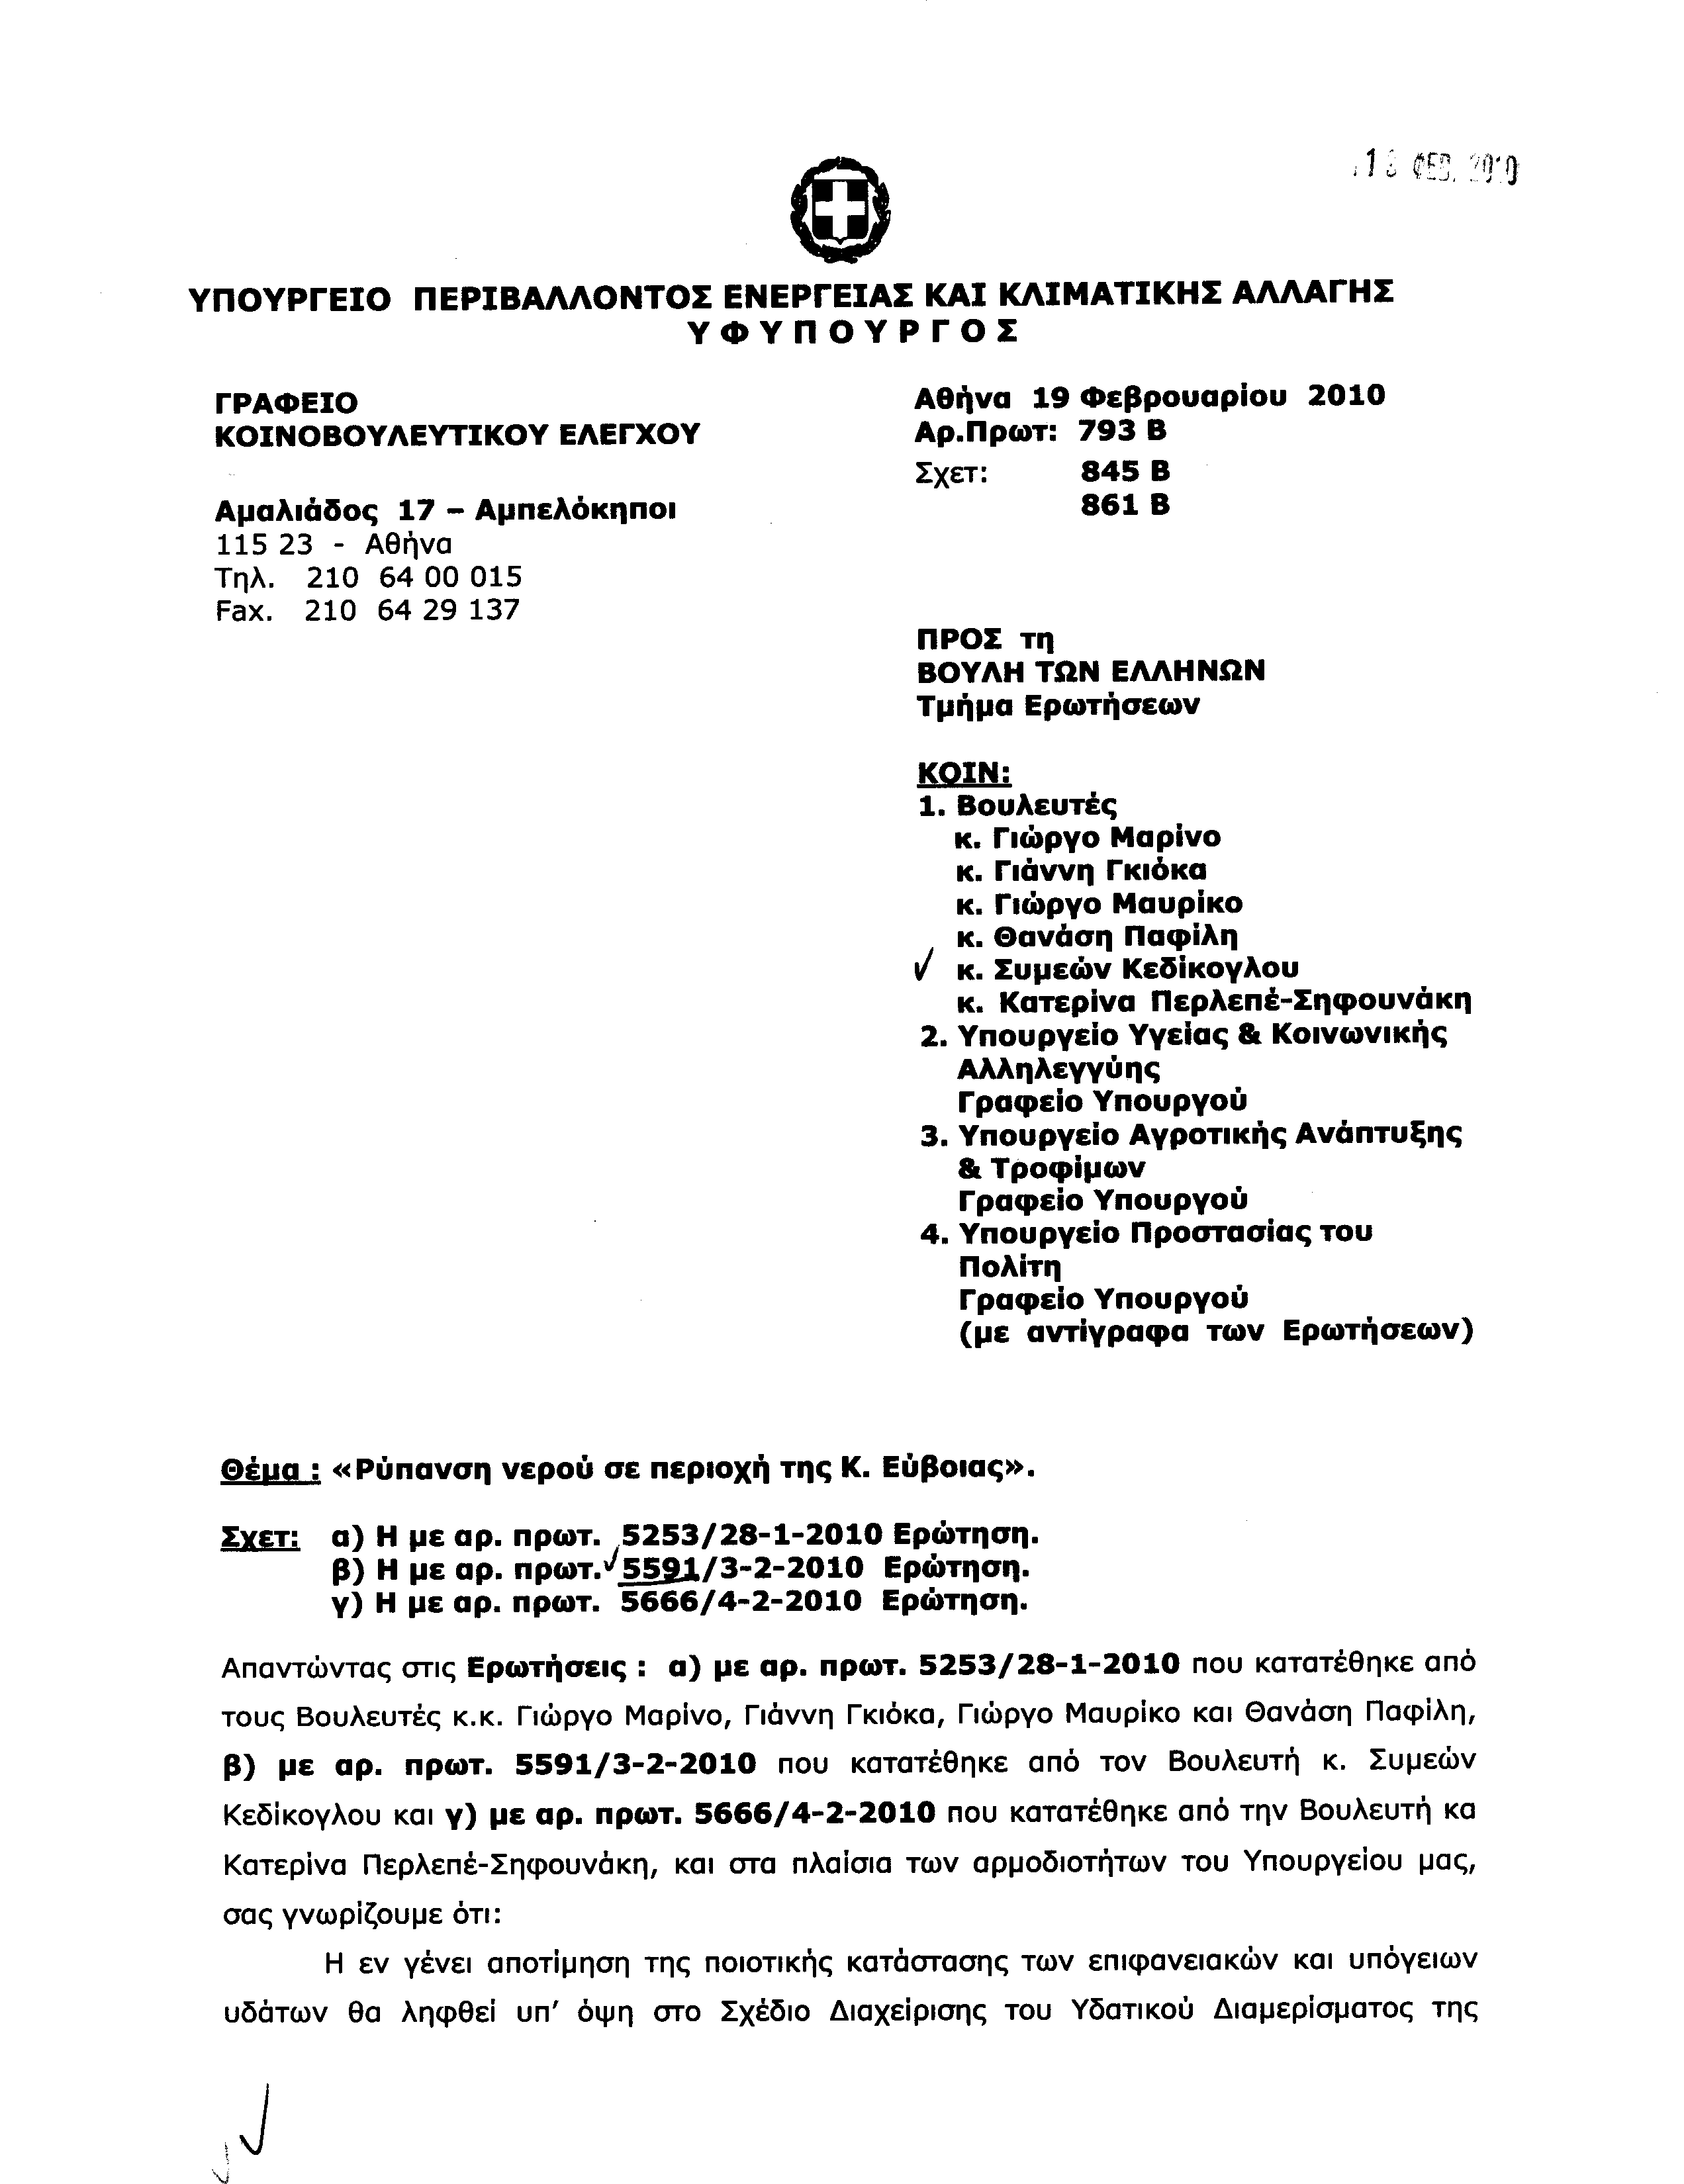 ΦΕΒ. 2010
ΥΠΟΥΡΓΕΙΟ ΠΕΡΙΒΑΛΛΟΝΤΟΣ ΕΝΕΡΓΕΙΑΣ ΚΑΙ ΚΛΙΜΑΤΙΚΗΣ ΑΛΛΑΓΗΣ
Υ Φ Υ Π Ο Υ Ρ Γ Ο Σ
ΓΡΑΦΕΙΟ
ΚΟΙΝΟΒΟΥΛΕΥΤΙΚΟΥ ΕΛΕΓΧΟΥ
Αμαλιάδος 17 – Αμπελόκηποι
115 23 - Αθήνα
Τηλ. 210 64 00 015
Fax. 210 64 29 137
Αθήνα 19 Φεβρουαρίου 2010
Αρ.Πρωτ: 793 Β
Σχετ: 845 Β
861 Β
ΠΡΟΣ τη
ΒΟΥΛΗ ΤΩΝ ΕΛΛΗΝΩΝ
Τμήμα Ερωτήσεων
ΚΟΙΝ:
1. Βουλευτές
κ. Γιώργο Μαρίνο
κ. Γιάννη Γκιόκα
κ. Γιώργο Μαυρίκο
κ. Θανάση Παφίλη
κ. Συμεών Κεδίκογλου
κ. Κατερίνα Περλεπέ-Σηφουνάκη
2. Υπουργείο Υγείας & Κοινωνικής
Αλληλεγγύης
Γραφείο Υπουργού
3. Υπουργείο Αγροτικής Ανάπτυξης
& Τροφίμων
Γραφείο Υπουργού
4. Υπουργείο Προστασίας του
Πολίτη
Γραφείο Υπουργού
(με αντίγραφα των Ερωτήσεων)
Θέμα : «Ρύπανση νερού σε περιοχή της Κ. Εύβοιας».
Σχετ: α) Η με αρ. πρωτ. 5253/28-1-2010 Ερώτηση.
β) Η με αρ. πρωτ. 5591/3-2-2010 Ερώτηση.
γ) Η με αρ. πρωτ. 5666/4-2-2010 Ερώτηση.
Απαντώντας στις Ερωτήσεις : α) με αρ. πρωτ. 5253/28-1-2010 που κατατέθηκε από
τους Βουλευτές κ.κ. Γιώργο Μαρίνο, Γιάννη Γκιόκα, Γιώργο Μαυρίκο και Θανάση Παφίλη,
β) με αρ. πρωτ. 5591/3-2-2010 που κατατέθηκε από τον Βουλευτή κ. Συμεών
Κεδίκογλου και γ) με αρ. πρωτ. 5666/4-2-2010 που κατατέθηκε από την Βουλευτή κα
Κατερίνα Περλεπέ-Σηφουνάκη, και στα πλαίσια των αρμοδιοτήτων του Υπουργείου μας,
σας γνωρίζουμε ότι:
Η εν γένει αποτίμηση της ποιοτικής κατάστασης των επιφανειακών και υπόγειων
υδάτων θα ληφθεί υπ' όψη στο Σχέδιο Διαχείρισης του Υδατικού Διαμερίσματος της